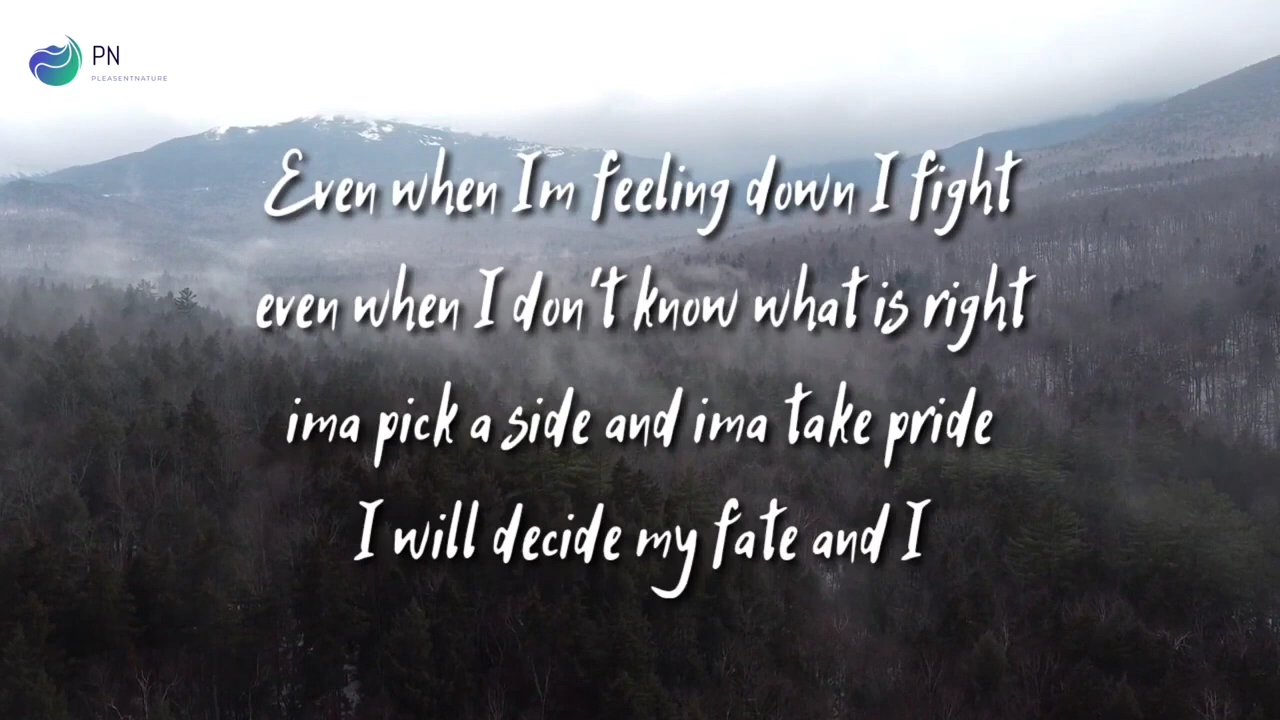 PN
PLEASENTNATURE
Even when Im feeling down I fight
even when I don't know what is right
ima pick a side and ima take pride
I will decide my fate and I